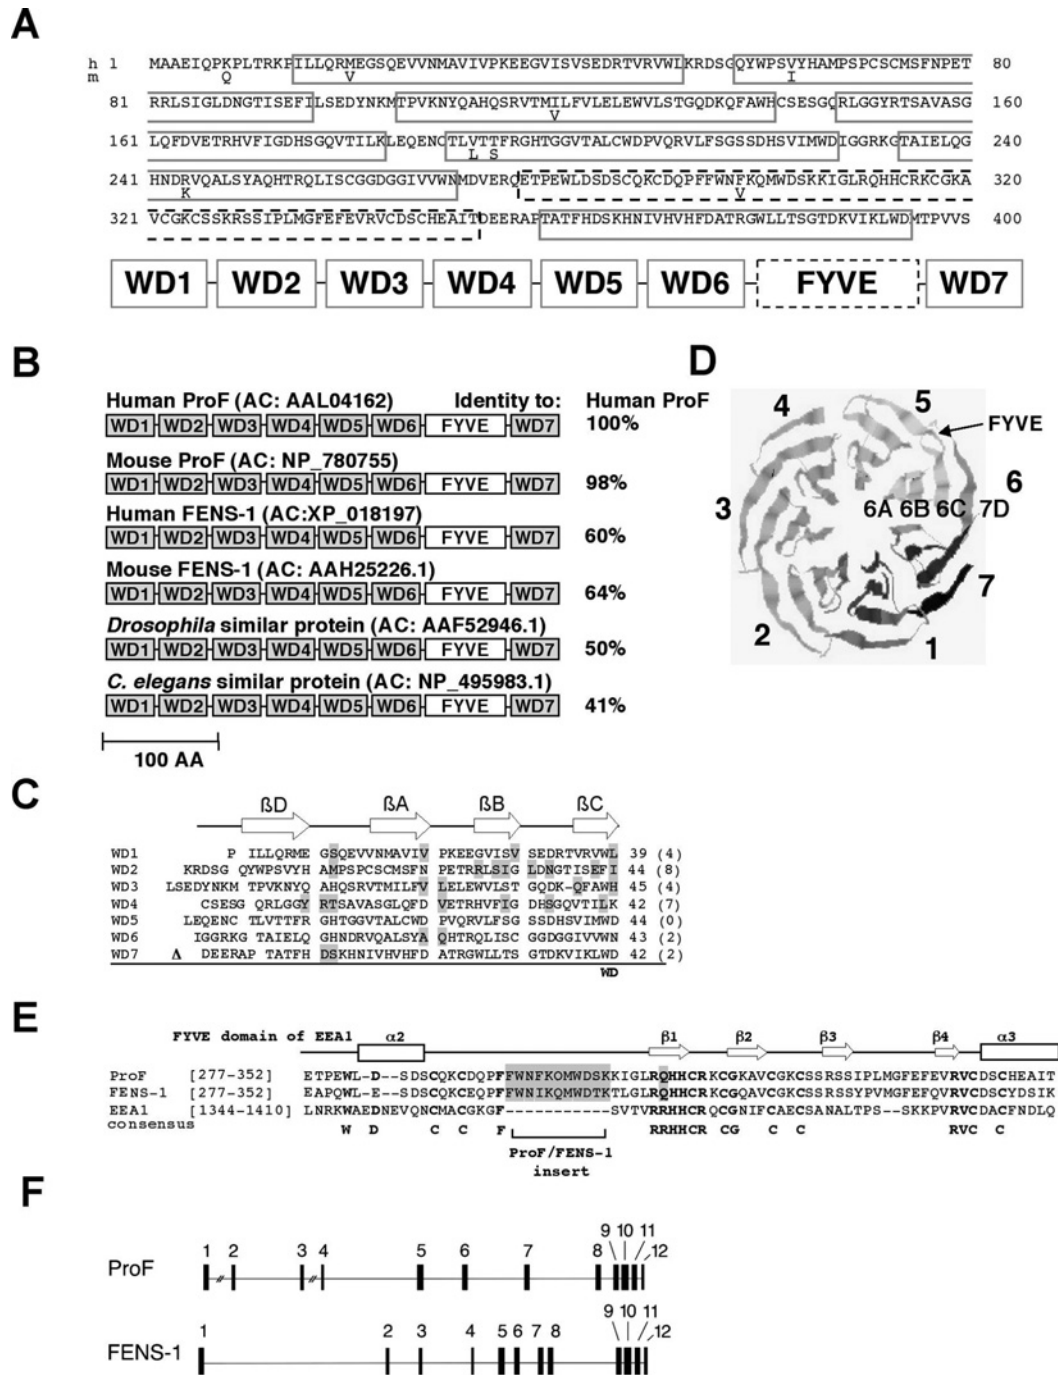 A
h 1 MAAEIQPKPLTRKPILLQRMEGSQEVVNMAVIVPKEEGVISVSEDRTVRVWLKRDSGQYWPSVYHAMPSPCSCMSFNPET 80
m Q V I
81 RRLSIGLDNGTISEFILSEDYNKMTPVKNYQAHQSRVTMILFVLELEWVLSTGQDKQFAWHCSESGQRLGGYRTSAVASG 160
V
161 LQFDVETRHVFIGDHSGQVTILKLEQENCTLVTTFRGHTGGVTALCWDPVQRVLFSGSSDHSVIMWDIGGRKGTAIELQG 240
L S
241 HNDRVQALSYAQHTRQLISCGGDGGIVVWNMDVERQETPEWLDSDSCQKCDQPFFWNFKQMWDSKKIGLRQHHCRKCGKA 320
K V
321 VCGKCSSKRSSIPLMGFEFEVRVCDSCHEAITDEERAPTATFHDSKHNIVHVHFDATRGWLLTSGTDKVIKLWDMTPVVS 400
WD1 WD2 WD3 WD4 WD5 WD6 FYVE WD7
B
Human ProF (AC: AAL04162) Identity to: Human ProF
WD1 WD2 WD3 WD4 WD5 WD6 FYVE WD7 100%
Mouse ProF (AC: NP_780755)
WD1 WD2 WD3 WD4 WD5 WD6 FYVE WD7 98%
Human FENS-1 (AC:XP_018197)
WD1 WD2 WD3 WD4 WD5 WD6 FYVE WD7 60%
Mouse FENS-1 (AC: AAH25226.1)
WD1 WD2 WD3 WD4 WD5 WD6 FYVE WD7 64%
Drosophila similar protein (AC: AAF52946.1)
WD1 WD2 WD3 WD4 WD5 WD6 FYVE WD7 50%
C. elegans similar protein (AC: NP_495983.1)
WD1 WD2 WD3 WD4 WD5 WD6 FYVE WD7 41%
100 AA
D
4 5
FYVE
6
3 6A 6B 6C 7D
7
2 1
C
ßD ßA ßB ßC
WD1 P ILLQRME GSQEVVNMAVIV PKEEGVISV SEDRTVRVWL 39 (4)
WD2 KRDSG QYWPSVYH AMPSPCSCMSFN PETRRLSIG LDNGTISEFI 44 (8)
WD3 LSEDYNKM TPVKNYQ AHQSRVTMILFV LELEWVLST GQDK-QFAWH 45 (4)
WD4 CSESG QRLGGY RTSAVASGLQFD VETRHVFIG DHSGQVTILK 42 (7)
WD5 LEQENC TLVTTFR GHTGGVTALCWD PVQRVLFSG SSDHSVIMWD 44 (0)
WD6 IGGRKG TAIELQ GHNDRVQALSYA QHTRQLISC GGDGGIVVWN 43 (2)
WD7 Δ DEERAP TATFH DSKHNIVHVHFD ATRGWLLTS GTDKVIKLWD 42 (2)
WD
E
FYVE domain of EEA1 α2 β1 β2 β3 β4 α3
ProF [277-352] ETPEWL-D--SDSCQKCDQPFFWNIKQMWDSKKIGLRQHHCRKCGKAVCGKCSSKRSSIPLMGFEFEVRVCDSCHEAIT
FENS-1 [277-352] EAPQWL-E--SDSCQKCEQPFFWNIKQMWDTKTLGLRQHHCRKCGQAVCGKCSSKRSSYPVMGFEFQVRVCDSCYDSIK
EEA1 [1344-1410] LNRKWAEDNEVQNCMACGKGF-----------SVTVRRHHCRQCGNIFCAECSANALTPS--SKKPVRVCDACFNDLQ
consensus W D C C F RRHHCR CG C C RVC C
ProF/FENS-1
insert
F
ProF 1 2 3 4 5 6 7 8 9 10 11 12
FENS-1 1 2 3 4 5 6 7 8 9 10 11 12